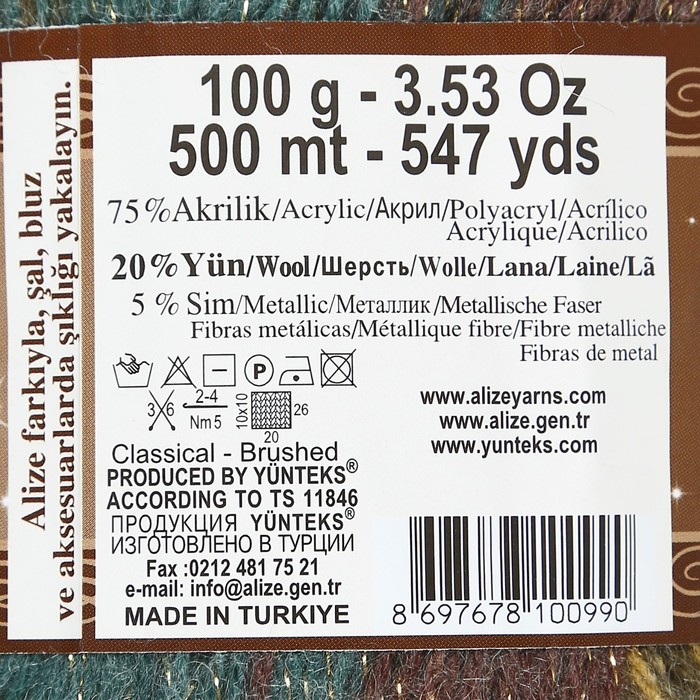 Alize farkıyla, şal, bluz
ve aksesuarlarda şıklığı yakalayın.
100 g - 3.53 Oz
500 mt - 547 yds
75 % Akrilik/Acrylic/Акрил/Polyacryl/Acrílico
Acrylique/Acrilico
20 % Yün/Wool/Шерсть/Wolle/Lana/Laine/Lã
5 % Sim/Metallic/Металлик/Metallische Faser
Fibras metálicas/Métallique fibre/Fibre metalliche
Fibras de metal
P
3 6
2-4
Nm 5
10x10
26
20
www.alizeyarns.com
www.alize.gen.tr
www.yunteks.com
Classical - Brushed
PRODUCED BY YÜNTEKS®
ACCORDING TO TS 11846
ПРОДУКЦИЯ YÜNTEKS®
ИЗГОТОВЛЕНО В ТУРЦИИ
Fax :0212 481 75 21
e-mail: info@alize.gen.tr
MADE IN TURKIYE
8 697678 100990